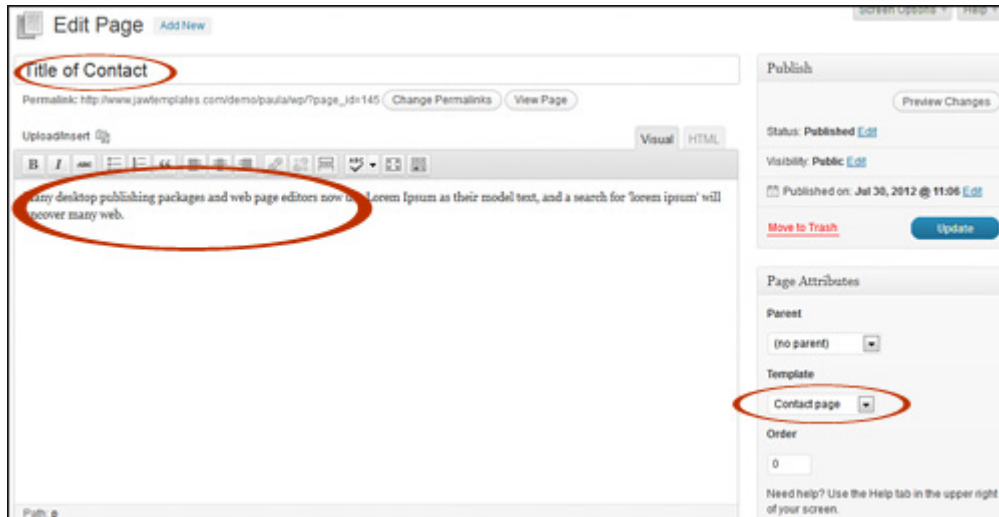 Screen Options Help
Edit Page Add New
Title of Contact
Permalink: http://www.jawtemplates.com/demo/paula/wp/?page_id=145 Change Permalinks View Page
Upload/Insert
Visual HTML
B I ABC
Many desktop publishing packages and web page editors now Lorem Ipsum as their model text, and a search for 'lorem ipsum' will
uncover many web.
Path: p
Publish
Preview Changes
Status: Published Edit
Visibility: Public Edit
Published on: Jul 30, 2012 @ 11:06 Edit
Move to Trash Update
Page Attributes
Parent
(no parent)
Template
Contact page
Order
0
Need help? Use the Help tab in the upper right
of your screen.